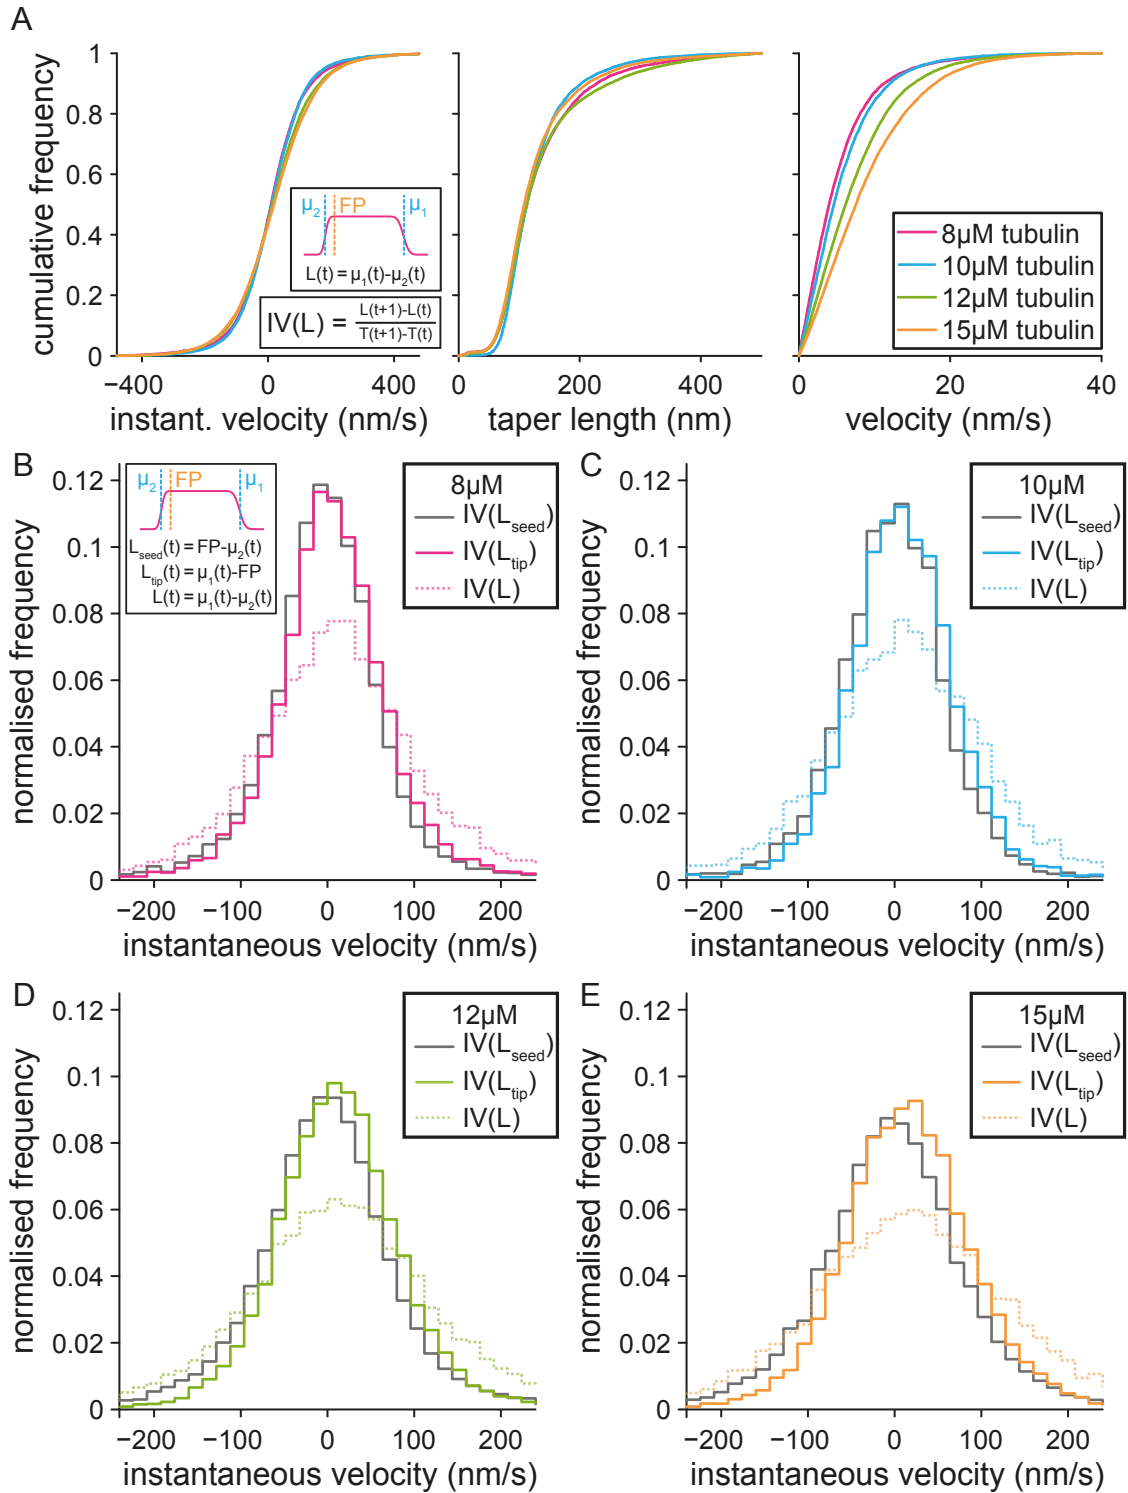 A
cumulative frequency
1
0.8
0.6
0.4
0.2
0
μ2 FP μ1
L(t) = μ1(t)-μ2(t)
IV(L) = L(t+1)-L(t) / T(t+1)-T(t)
−400 0 400
instant. velocity (nm/s)
0 200 400
taper length (nm)
8μM tubulin
10μM tubulin
12μM tubulin
15μM tubulin
0 20 40
velocity (nm/s)
B
normalised frequency
0.12
0.1
0.08
0.06
0.04
0.02
0
μ2 FP μ1
Lseed(t) = FP-μ2(t)
Ltip(t) = μ1(t)-FP
L(t) = μ1(t)-μ2(t)
8μM
IV(Lseed)
IV(Ltip)
IV(L)
−200 −100 0 100 200
instantaneous velocity (nm/s)
C
normalised frequency
0.12
0.1
0.08
0.06
0.04
0.02
0
10μM
IV(Lseed)
IV(Ltip)
IV(L)
−200 −100 0 100 200
instantaneous velocity (nm/s)
D
normalised frequency
0.12
0.1
0.08
0.06
0.04
0.02
0
12μM
IV(Lseed)
IV(Ltip)
IV(L)
−200 −100 0 100 200
instantaneous velocity (nm/s)
E
normalised frequency
0.12
0.1
0.08
0.06
0.04
0.02
0
15μM
IV(Lseed)
IV(Ltip)
IV(L)
−200 −100 0 100 200
instantaneous velocity (nm/s)